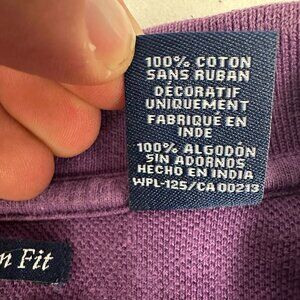 100% COTON
SANS RUBAN
DÉCORATIF
UNIQUEMENT
FABRIQUÉ EN
INDE
100% ALGODÓN
SIN ADORNOS
HECHO EN INDIA
WPL-125/CA 00213
Fit